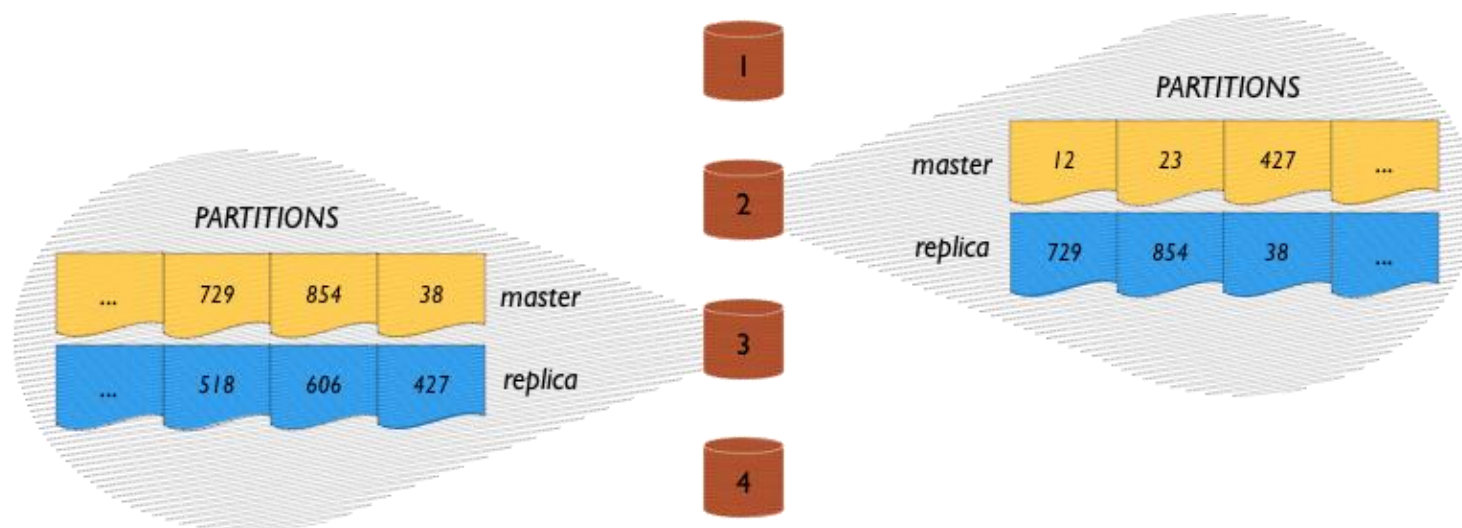 PARTITIONS
... 729 854 38 master
... 518 606 427 replica
1
2
3
4
PARTITIONS
master 12 23 427 ...
replica 729 854 38 ...